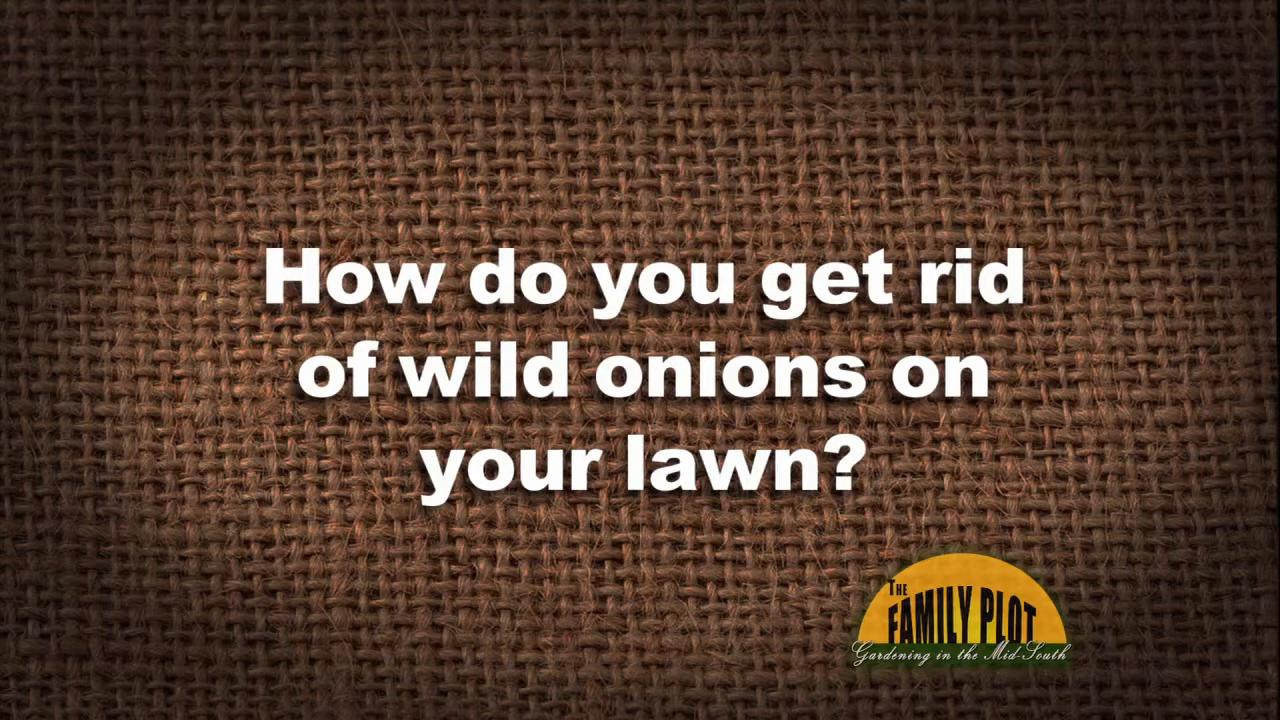 How do you get rid
of wild onions on
your lawn?
THE
FAMILY PLOT
Gardening in the Mid-South